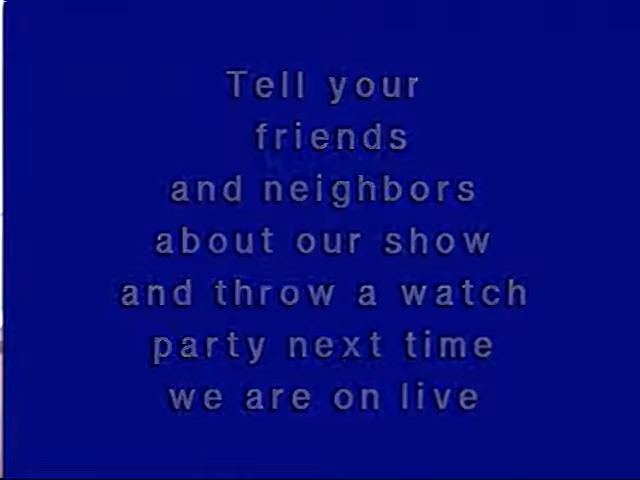 Tell your
friends
and neighbors
about our show
and throw a watch
party next time
we are on live